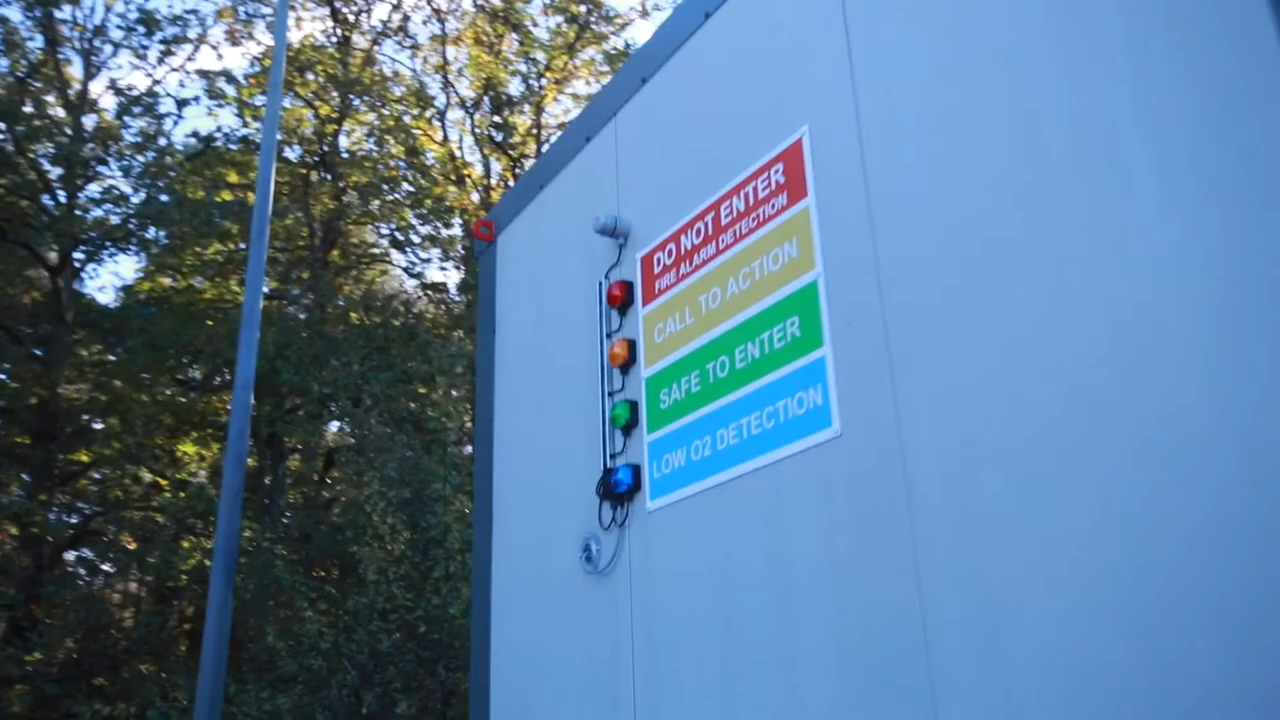 DO NOT ENTER
FIRE ALARM DETECTION
CALL TO ACTION
SAFE TO ENTER
LOW O2 DETECTION